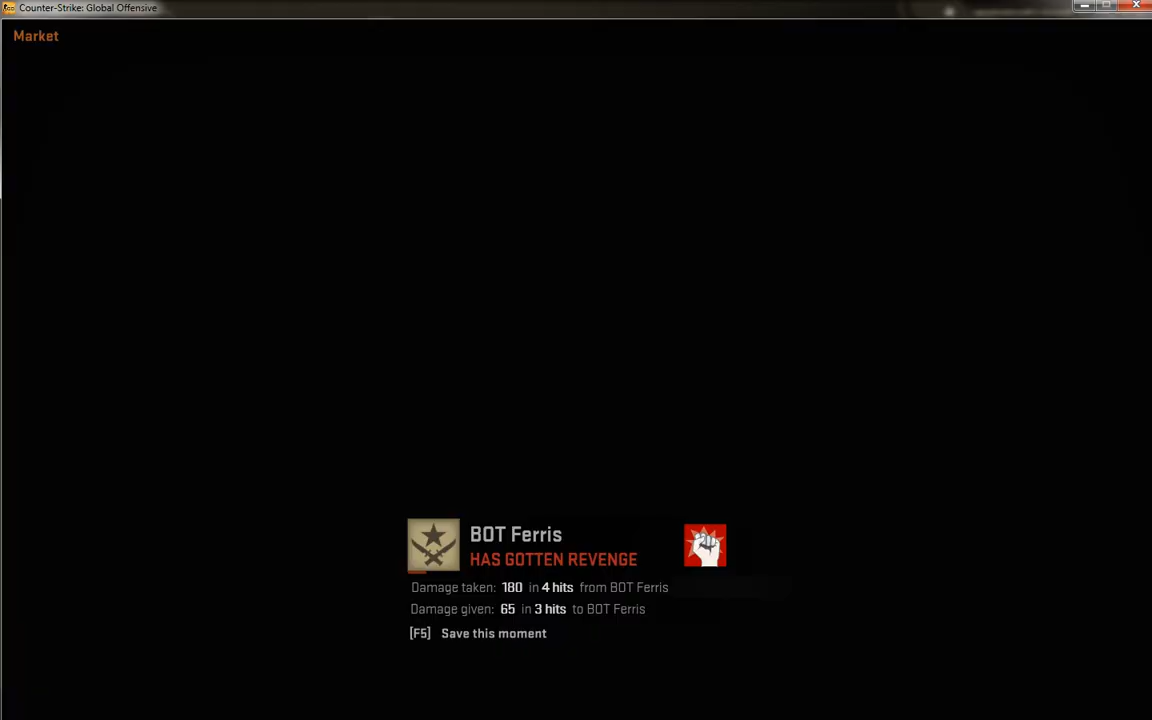 Counter-Strike: Global Offensive
Market
BOT Ferris
HAS GOTTEN REVENGE
Damage taken: 180 in 4 hits from BOT Ferris
Damage given: 65 in 3 hits to BOT Ferris
[F5] Save this moment